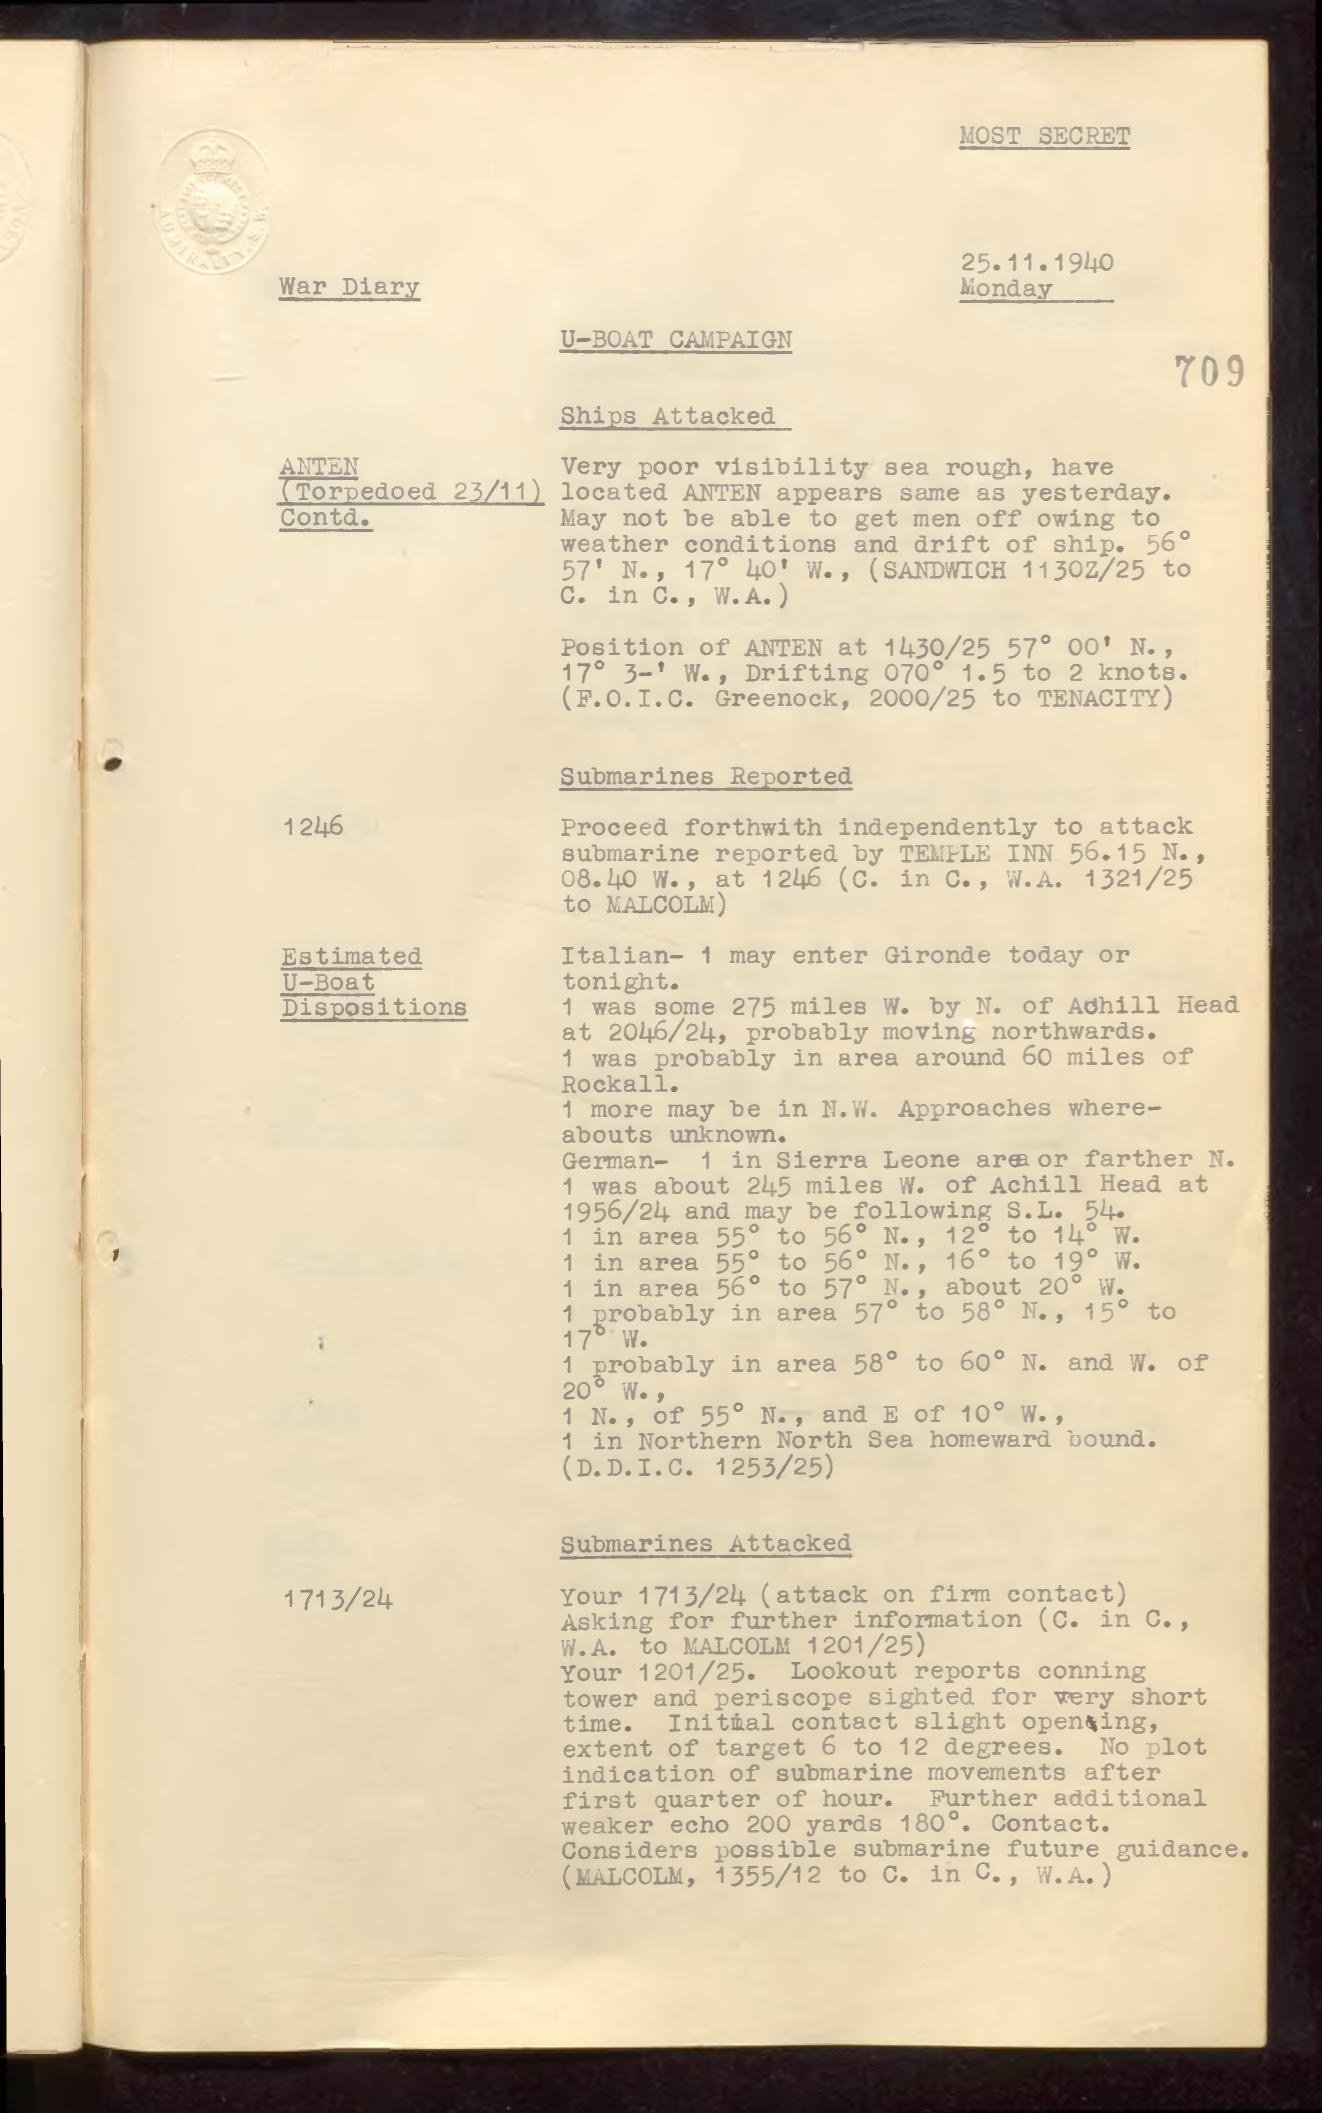 MOST SECRET
ADMIRALTY. S.W.
25.11.1940
War Diary
Monday
U-BOAT CAMPAIGN
709
Ships Attacked
ANTEN
(Torpedoed 23/11)
Contd.
Very poor visibility sea rough, have
located ANTEN appears same as yesterday.
May not be able to get men off owing to
weather conditions and drift of ship. 56°
57' N., 17° 40' W., (SANDWICH 1130Z/25 to
C. in C., W.A.)
Position of ANTEN at 1430/25 57° 00' N.,
17° 3-' W., Drifting 070° 1.5 to 2 knots.
(F.O.I.C. Greenock, 2000/25 to TENACITY)
Submarines Reported
1246
Proceed forthwith independently to attack
submarine reported by TEMPLE INN 56.15 N.,
08.40 W., at 1246 (C. in C., W.A. 1321/25
to MALCOLM)
Estimated
U-Boat
Dispositions
Italian- 1 may enter Gironde today or
tonight.
1 was some 275 miles W. by N. of Achill Head
at 2046/24, probably moving northwards.
1 was probably in area around 60 miles of
Rockall.
1 more may be in N.W. Approaches where-
abouts unknown.
German- 1 in Sierra Leone area or farther N.
1 was about 245 miles W. of Achill Head at
1956/24 and may be following S.L. 54.
1 in area 55° to 56° N., 12° to 14° W.
1 in area 55° to 56° N., 16° to 19° W.
1 in area 56° to 57° N., about 20° W.
1 probably in area 57° to 58° N., 15° to
17° W.
1 probably in area 58° to 60° N. and W. of
20° W.,
1 N., of 55° N., and E of 10° W.,
1 in Northern North Sea homeward bound.
(D.D.I.C. 1253/25)
Submarines Attacked
1713/24
Your 1713/24 (attack on firm contact)
Asking for further information (C. in C.,
W.A. to MALCOLM 1201/25)
Your 1201/25. Lookout reports conning
tower and periscope sighted for very short
time. Initial contact slight opening,
extent of target 6 to 12 degrees. No plot
indication of submarine movements after
first quarter of hour. Further additional
weaker echo 200 yards 180°. Contact.
Considers possible submarine future guidance.
(MALCOLM, 1355/12 to C. in C., W.A.)